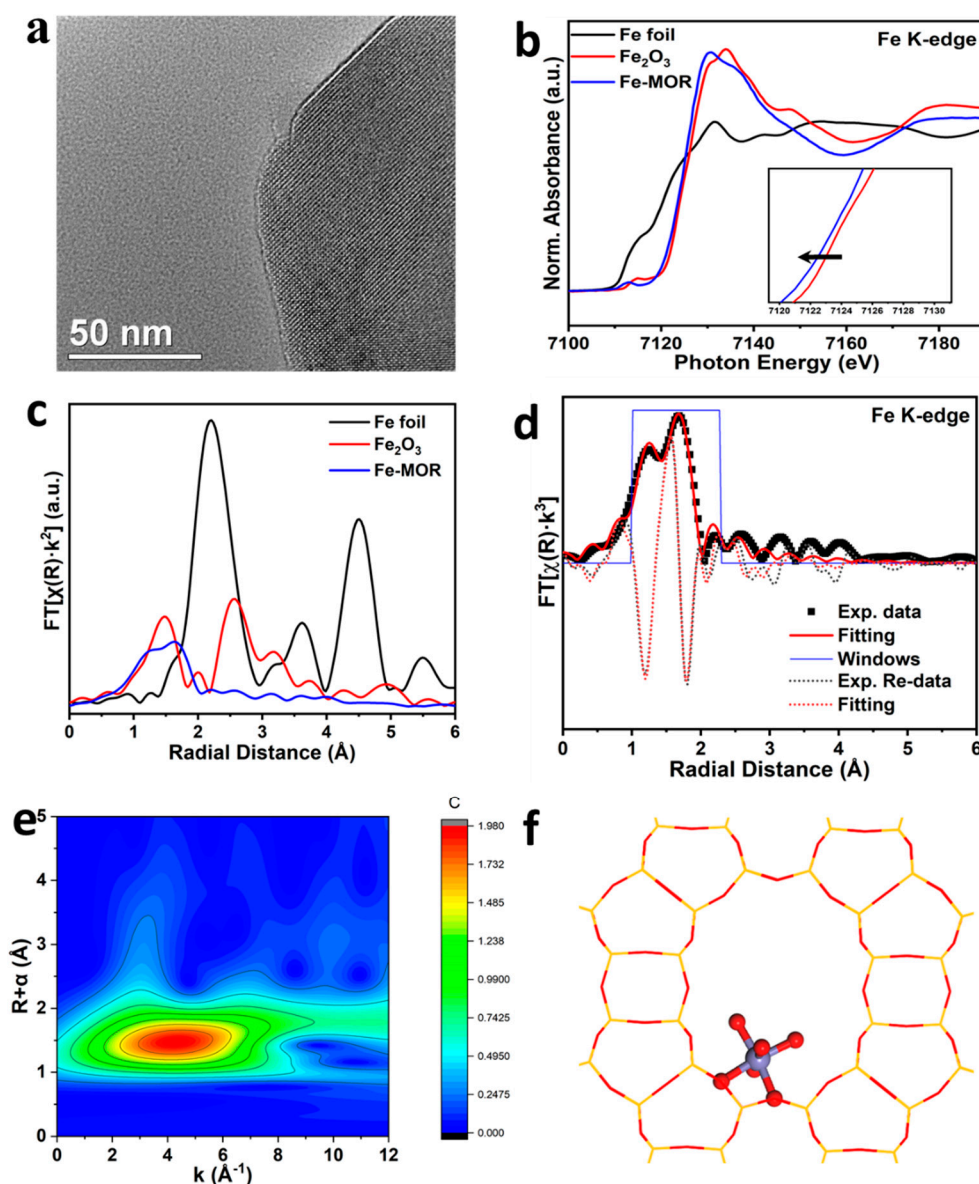 a
50 nm
b
Fe K-edge
Fe foil
Fe₂O₃
Fe-MOR
Norm. Absorbance (a.u.)
7120 7122 7124 7126 7128 7130
7100 7120 7140 7160 7180
Photon Energy (eV)
c
Fe foil
Fe₂O₃
Fe-MOR
FT[χ(R)·k²] (a.u.)
0 1 2 3 4 5 6
Radial Distance (Å)
d
Fe K-edge
FT[χ(R)·k³]
Exp. data
Fitting
Windows
Exp. Re-data
Fitting
0 1 2 3 4 5 6
Radial Distance (Å)
e
R+α (Å)
5
4
3
2
1
0
0 2 4 6 8 10 12
k (Å⁻¹)
C
1.980
1.732
1.485
1.238
0.9900
0.7425
0.4950
0.2475
0.000
f